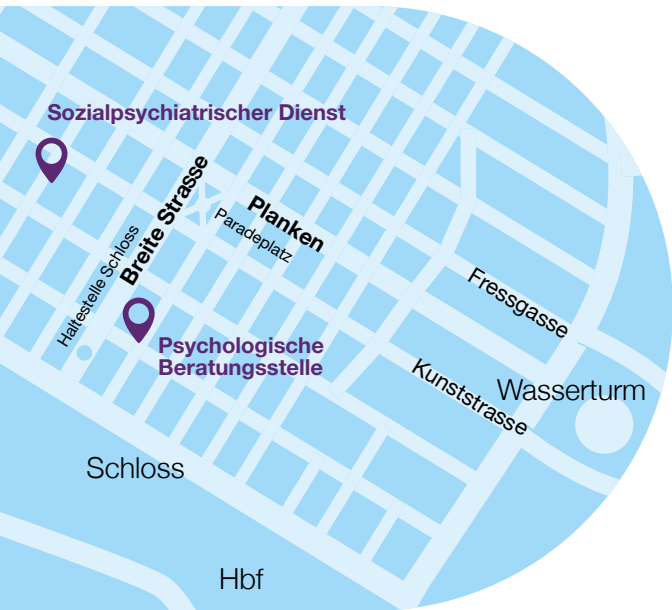 Sozialpsychiatrischer Dienst
Breite Strasse
Planken
Paradeplatz
Haltestelle Schloss
Fressgasse
Psychologische
Beratungsstelle
Kunststrasse
Wasserturm
Schloss
Hbf